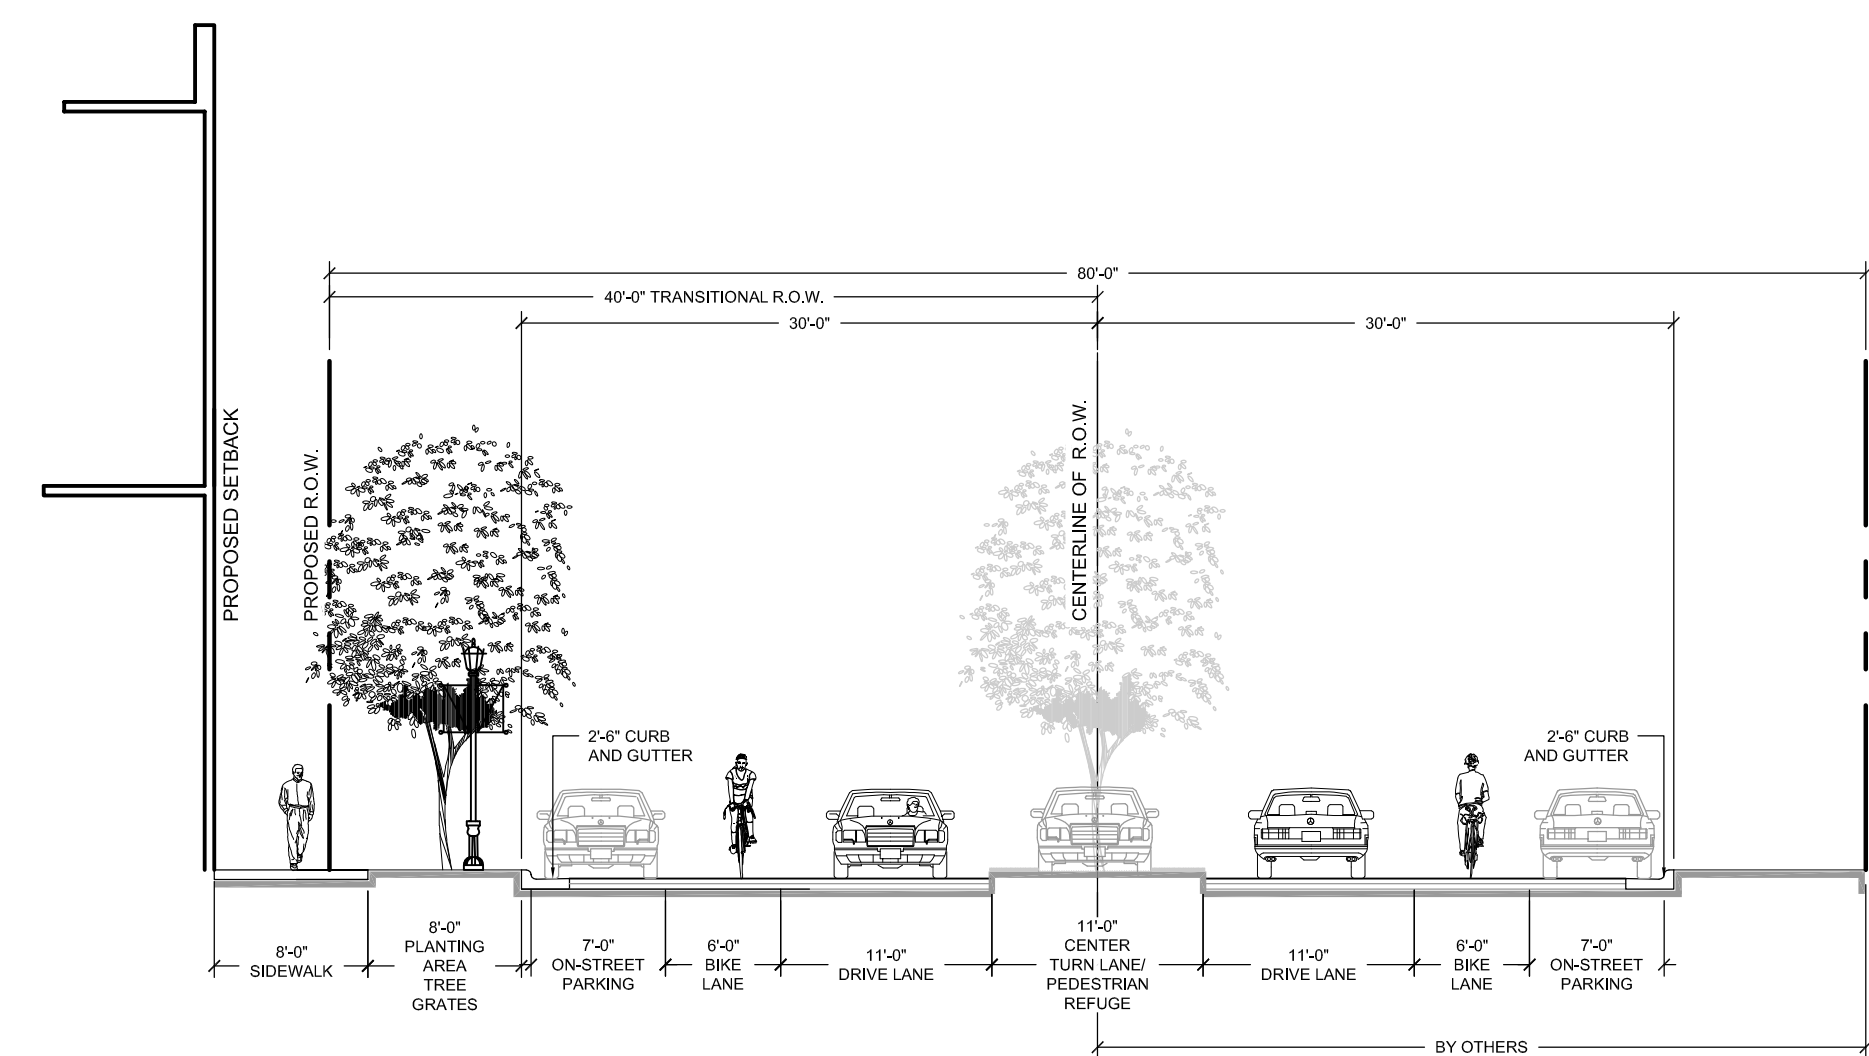 80'-0"
40'-0" TRANSITIONAL R.O.W.
30'-0"
30'-0"
PROPOSED SETBACK
PROPOSED R.O.W.
CENTERLINE OF R.O.W.
2'-6" CURB
AND GUTTER
2'-6" CURB
AND GUTTER
8'-0"
SIDEWALK
8'-0"
PLANTING
AREA
TREE
GRATES
7'-0"
ON-STREET
PARKING
6'-0"
BIKE
LANE
11'-0"
DRIVE LANE
11'-0"
CENTER
TURN LANE/
PEDESTRIAN
REFUGE
11'-0"
DRIVE LANE
6'-0"
BIKE
LANE
7'-0"
ON-STREET
PARKING
BY OTHERS